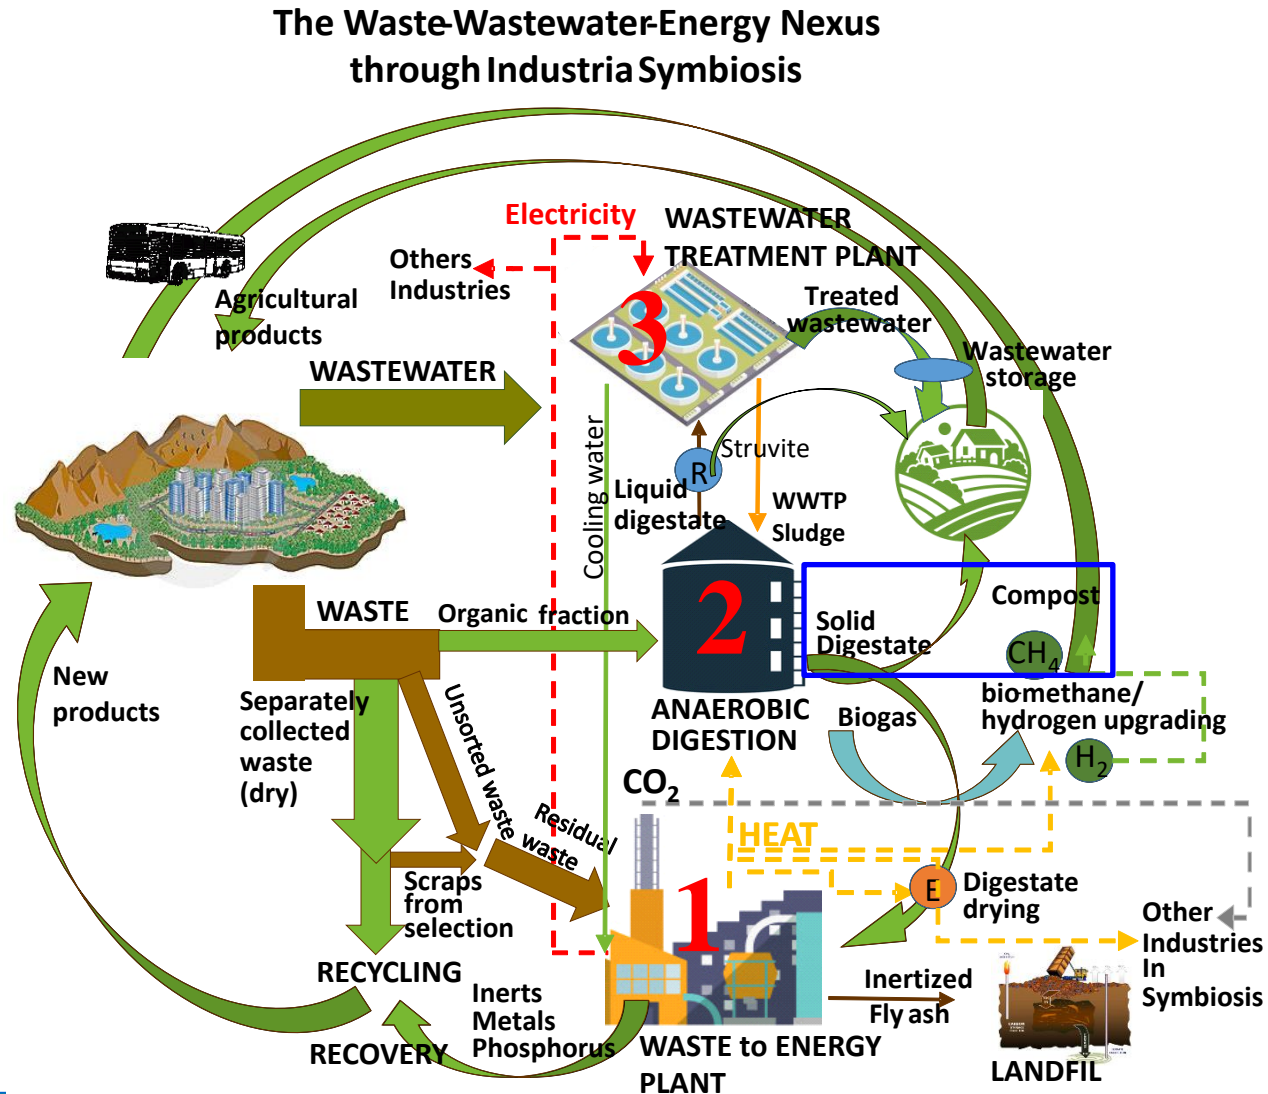 The Waste-Wastewater-Energy Nexus
through Industria Symbiosis
Electricity
WASTEWATER
TREATMENT PLANT
Others
Industries
Agricultural
products
Treated
wastewater
3
Wastewater
storage
WASTEWATER
Cooling water
R
Struvite
Liquid
digestate
WWTP
Sludge
2
Compost
Solid
Digestate
CH4
WASTE
Organic fraction
New
products
Separately
collected
waste
(dry)
Unsorted waste
ANAEROBIC
DIGESTION
Biogas
bio-methane/
hydrogen upgrading
H2
CO2
HEAT
Residual
waste
1
E
Digestate
drying
Scraps
from
selection
Other
Industries
In
Symbiosis
RECYCLING
Inerts
Metals
Phosphorus
RECOVERY
Inertized
Fly ash
WASTE to ENERGY
PLANT
LANDFIL